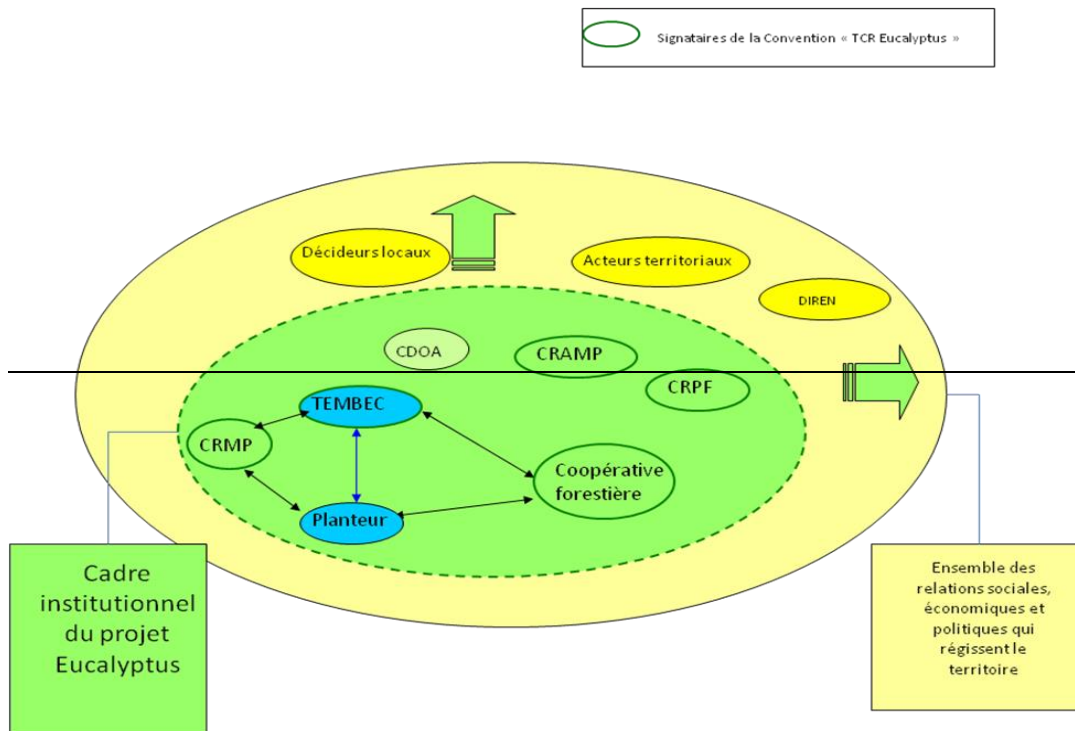 Signataires de la Convention « TCR Eucalyptus »
Décideurs locaux
Acteurs territoriaux
DIREN
CDOA
CRAMP
CRPF
TEMBEC
CRMP
Coopérative
forestière
Planteur
Cadre
institutionnel
du projet
Eucalyptus
Ensemble des
relations sociales,
économiques et
politiques qui
régissent le
territoire